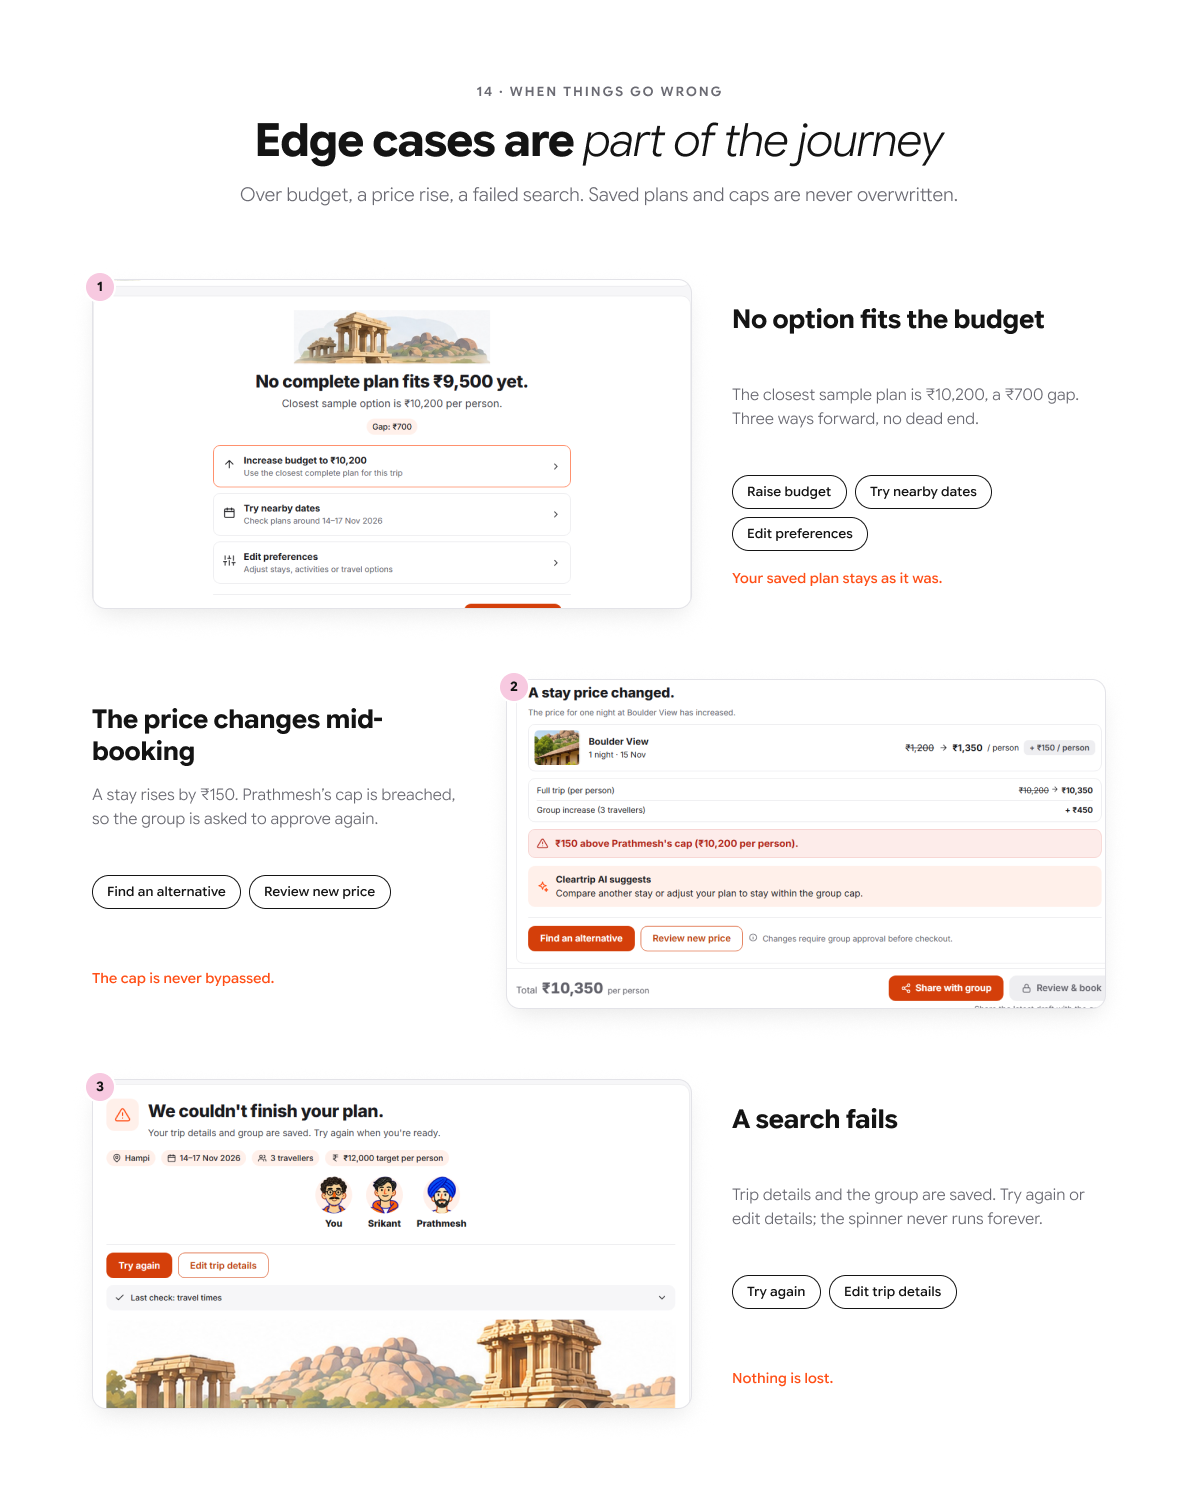 14 · WHEN THINGS GO WRONG
Edge cases are part of the journey
Over budget, a price rise, a failed search. Saved plans and caps are never overwritten.
1
No complete plan fits ₹9,500 yet.
Closest sample option is ₹10,200 per person.
Gap: ₹700
Increase budget to ₹10,200
Use the closest complete plan for this trip
Try nearby dates
Check plans around 14–17 Nov 2026
Edit preferences
Adjust stays, activities or travel options
No option fits the budget
The closest sample plan is ₹10,200, a ₹700 gap.
Three ways forward, no dead end.
Raise budget
Try nearby dates
Edit preferences
Your saved plan stays as it was.
The price changes mid-
booking
A stay rises by ₹150. Prathmesh's cap is breached,
so the group is asked to approve again.
Find an alternative
Review new price
The cap is never bypassed.
2
A stay price changed.
The price for one night at Boulder View has increased.
Boulder View
1 night · 15 Nov
₹1,200 → ₹1,350 / person + ₹150 / person
Full trip (per person) ₹10,200 → ₹10,350
Group increase (3 travellers) + ₹450
₹150 above Prathmesh's cap (₹10,200 per person).
Cleartrip AI suggests
Compare another stay or adjust your plan to stay within the group cap.
Find an alternative
Review new price
Changes require group approval before checkout.
Total ₹10,350 per person
Share with group
Review & book
3
We couldn't finish your plan.
Your trip details and group are saved. Try again when you're ready.
Hampi
14–17 Nov 2026
3 travellers
₹ ₹12,000 target per person
You
Srikant
Prathmesh
Try again
Edit trip details
Last check: travel times
A search fails
Trip details and the group are saved. Try again or
edit details; the spinner never runs forever.
Try again
Edit trip details
Nothing is lost.